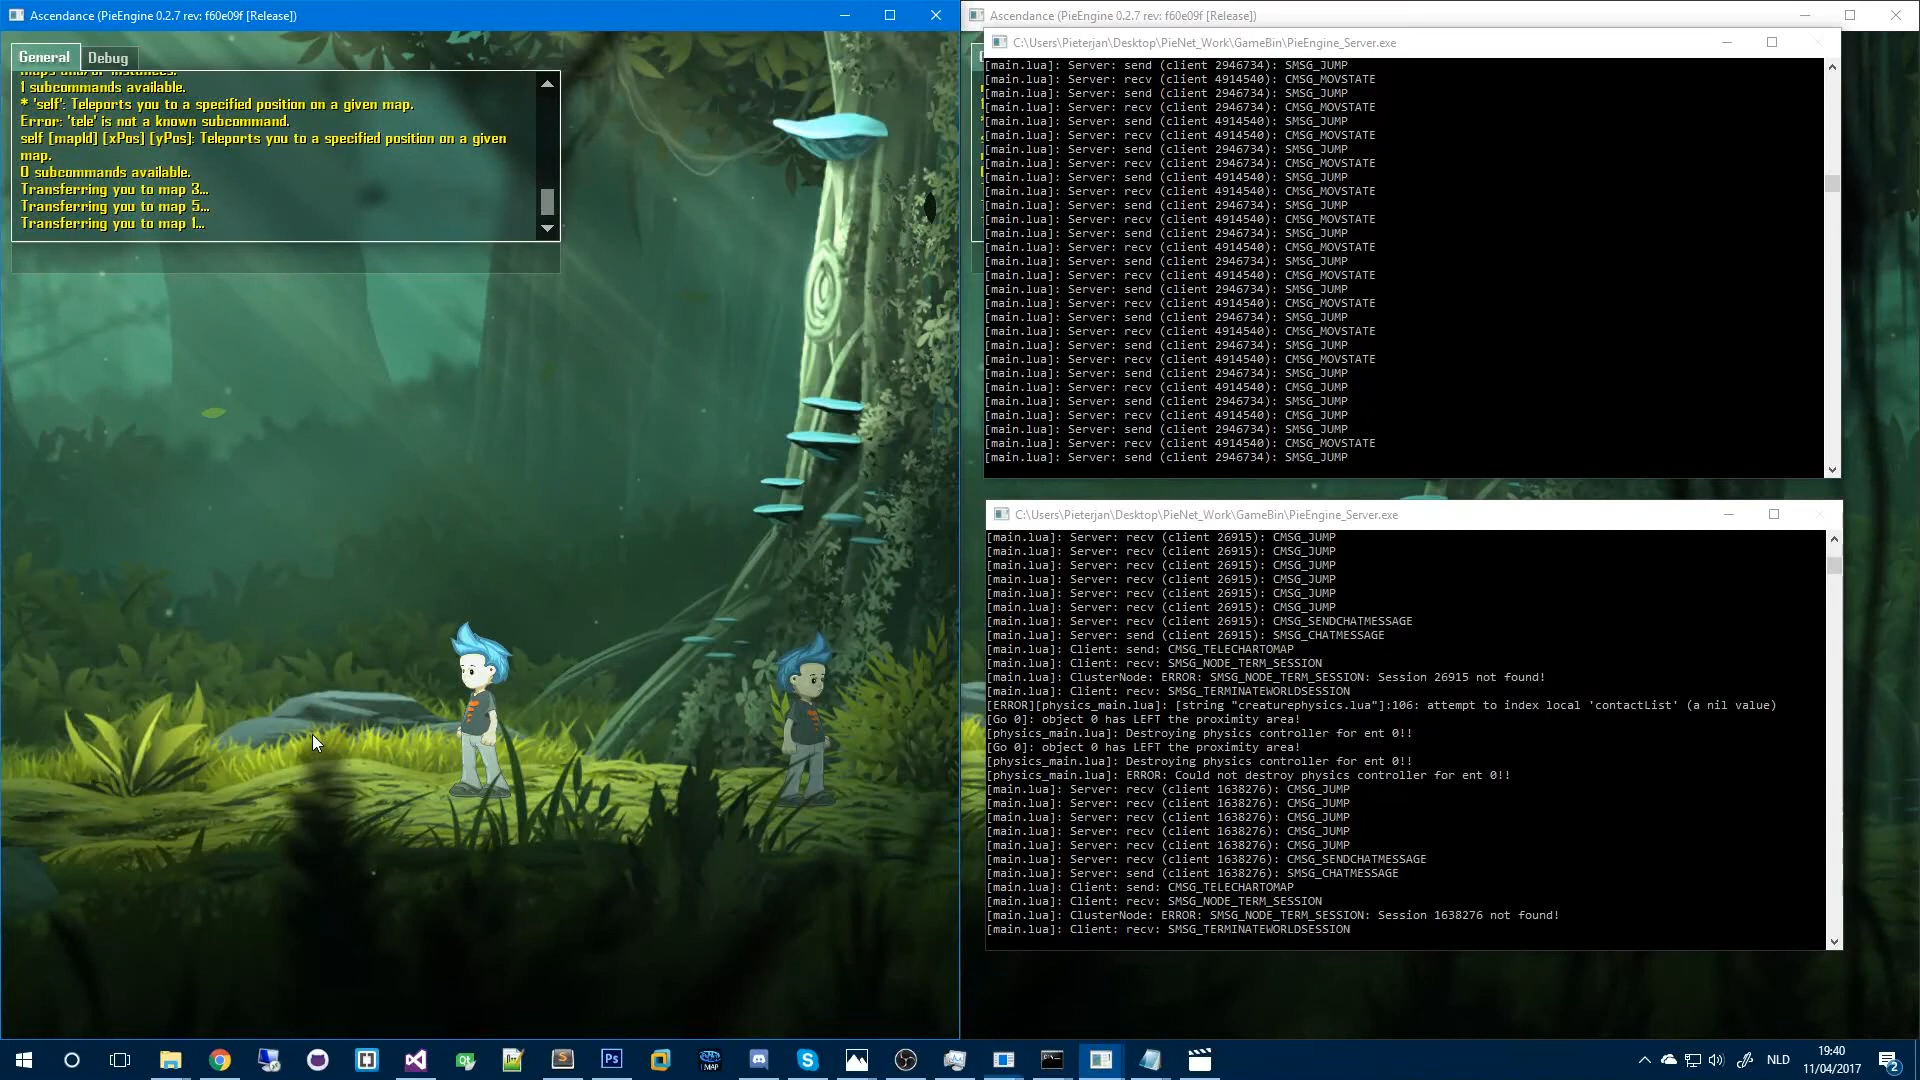 Ascendance (PieEngine 0.2.7 rev: f60e09f [Release])
General
Debug
maps and/or instances.
1 subcommands available.
* 'self': Teleports you to a specified position on a given map.
Error: 'tele' is not a known subcommand.
self [mapId] [xPos] [yPos]: Teleports you to a specified position on a given
map.
0 subcommands available.
Transferring you to map 3...
Transferring you to map 5...
Transferring you to map 1...
Ascendance (PieEngine 0.2.7 rev: f60e09f [Release])
C:\Users\Pieterjan\Desktop\PieNet_Work\GameBin\PieEngine_Server.exe
[main.lua]: Server: send (client 2946734): SMSG_JUMP
[main.lua]: Server: recv (client 4914540): CMSG_MOVSTATE
[main.lua]: Server: send (client 2946734): SMSG_JUMP
[main.lua]: Server: recv (client 4914540): CMSG_MOVSTATE
[main.lua]: Server: send (client 2946734): SMSG_JUMP
[main.lua]: Server: recv (client 4914540): CMSG_MOVSTATE
[main.lua]: Server: send (client 2946734): SMSG_JUMP
[main.lua]: Server: recv (client 4914540): CMSG_MOVSTATE
[main.lua]: Server: send (client 2946734): SMSG_JUMP
[main.lua]: Server: recv (client 4914540): CMSG_MOVSTATE
[main.lua]: Server: send (client 2946734): SMSG_JUMP
[main.lua]: Server: recv (client 4914540): CMSG_MOVSTATE
[main.lua]: Server: send (client 2946734): SMSG_JUMP
[main.lua]: Server: recv (client 4914540): CMSG_MOVSTATE
[main.lua]: Server: send (client 2946734): SMSG_JUMP
[main.lua]: Server: recv (client 4914540): CMSG_MOVSTATE
[main.lua]: Server: send (client 2946734): SMSG_JUMP
[main.lua]: Server: recv (client 4914540): CMSG_MOVSTATE
[main.lua]: Server: send (client 2946734): SMSG_JUMP
[main.lua]: Server: recv (client 4914540): CMSG_MOVSTATE
[main.lua]: Server: send (client 2946734): SMSG_JUMP
[main.lua]: Server: recv (client 4914540): CMSG_MOVSTATE
[main.lua]: Server: send (client 2946734): SMSG_JUMP
[main.lua]: Server: recv (client 4914540): CMSG_JUMP
[main.lua]: Server: send (client 2946734): SMSG_JUMP
[main.lua]: Server: recv (client 4914540): CMSG_JUMP
[main.lua]: Server: send (client 2946734): SMSG_JUMP
[main.lua]: Server: recv (client 4914540): CMSG_MOVSTATE
[main.lua]: Server: send (client 2946734): SMSG_JUMP
C:\Users\Pieterjan\Desktop\PieNet_Work\GameBin\PieEngine_Server.exe
[main.lua]: Server: recv (client 26915): CMSG_JUMP
[main.lua]: Server: recv (client 26915): CMSG_JUMP
[main.lua]: Server: recv (client 26915): CMSG_JUMP
[main.lua]: Server: recv (client 26915): CMSG_JUMP
[main.lua]: Server: recv (client 26915): CMSG_JUMP
[main.lua]: Server: recv (client 26915): CMSG_JUMP
[main.lua]: Server: recv (client 26915): CMSG_SENDCHATMESSAGE
[main.lua]: Server: send (client 26915): SMSG_CHATMESSAGE
[main.lua]: Client: send: CMSG_TELECHARTOMAP
[main.lua]: Client: recv: SMSG_NODE_TERM_SESSION
[main.lua]: ClusterNode: ERROR: SMSG_NODE_TERM_SESSION: Session 26915 not found!
[main.lua]: Client: recv: SMSG_TERMINATEWORLDSESSION
[ERROR][physics_main.lua]: [string "creaturephysics.lua"]:106: attempt to index local 'contactList' (a nil value)
[Go 0]: object 0 has LEFT the proximity area!
[physics_main.lua]: Destroying physics controller for ent 0!!
[Go 0]: object 0 has LEFT the proximity area!
[physics_main.lua]: Destroying physics controller for ent 0!!
[physics_main.lua]: ERROR: Could not destroy physics controller for ent 0!!
[main.lua]: Server: recv (client 1638276): CMSG_JUMP
[main.lua]: Server: recv (client 1638276): CMSG_JUMP
[main.lua]: Server: recv (client 1638276): CMSG_JUMP
[main.lua]: Server: recv (client 1638276): CMSG_JUMP
[main.lua]: Server: recv (client 1638276): CMSG_JUMP
[main.lua]: Server: recv (client 1638276): CMSG_SENDCHATMESSAGE
[main.lua]: Server: send (client 1638276): SMSG_CHATMESSAGE
[main.lua]: Client: send: CMSG_TELECHARTOMAP
[main.lua]: Client: recv: SMSG_NODE_TERM_SESSION
[main.lua]: ClusterNode: ERROR: SMSG_NODE_TERM_SESSION: Session 1638276 not found!
[main.lua]: Client: recv: SMSG_TERMINATEWORLDSESSION
Qt
Ps
MAP
NLD
19:40
11/04/2017
2